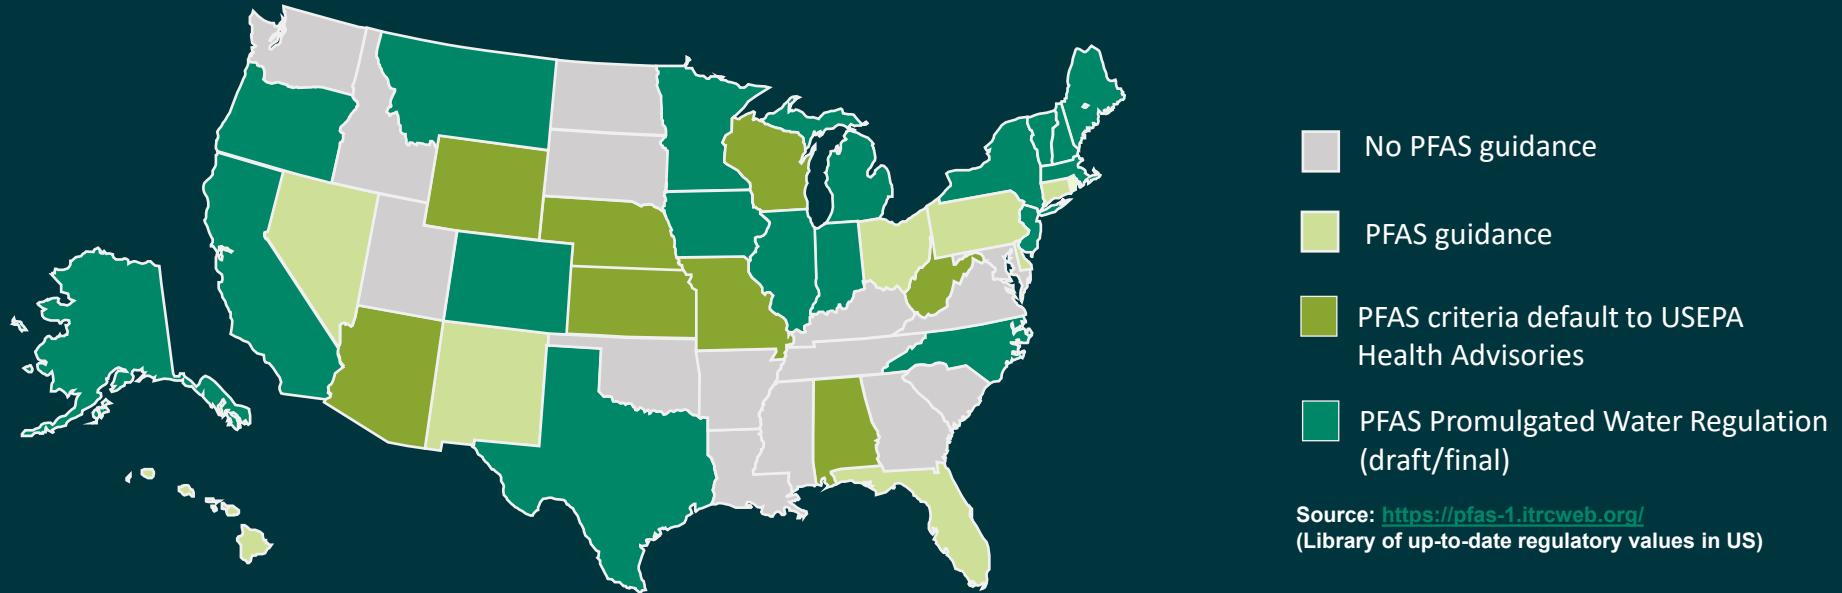 No PFAS guidance
PFAS guidance
PFAS criteria default to USEPA
Health Advisories
PFAS Promulgated Water Regulation
(draft/final)
Source: https://pfas-1.itrcweb.org/
(Library of up-to-date regulatory values in US)